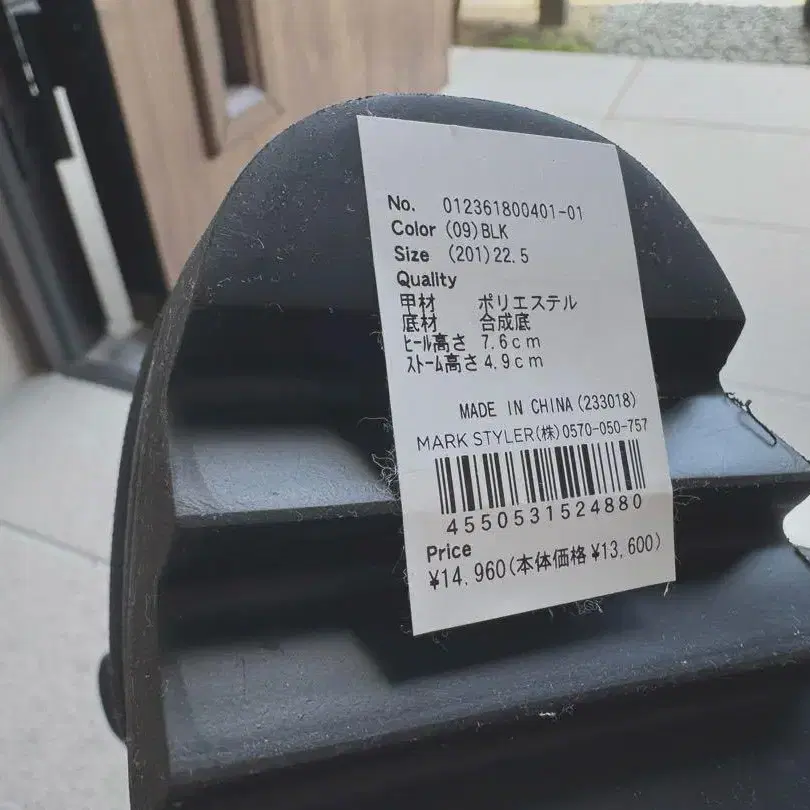 No. 012361800401-01
Color (09)BLK
Size (201)22.5
Quality
甲材 ポリエステル
底材 合成底
ﾋｰﾙ高さ 7.6cm
ｽﾄｰﾑ高さ 4.9cm
MADE IN CHINA(233018)
MARK STYLER(株)0570-050-757
4550531524880
Price
¥14,960(本体価格¥13,600)